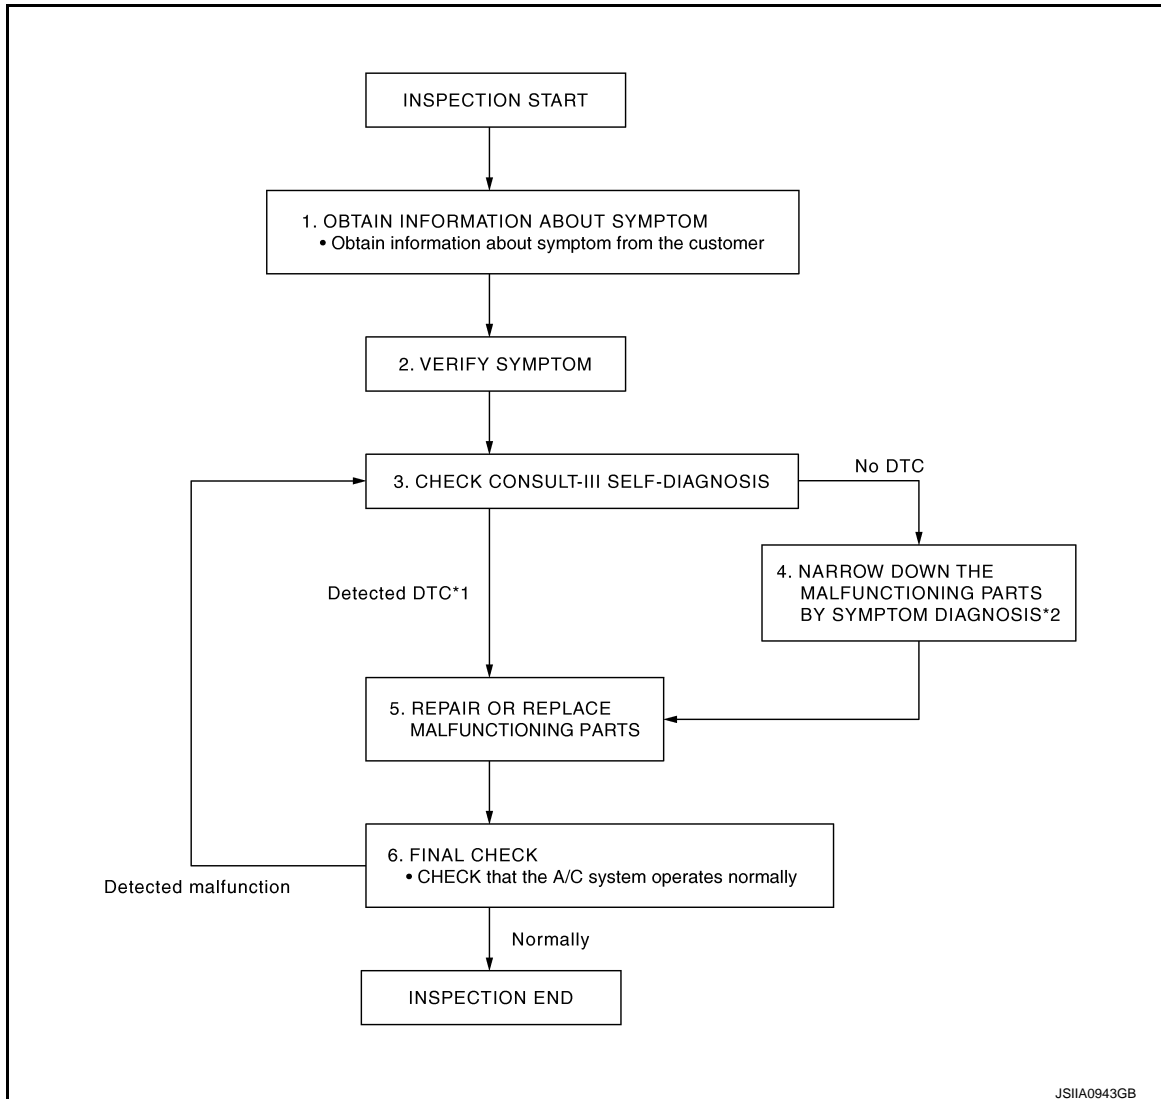 INSPECTION START
1. OBTAIN INFORMATION ABOUT SYMPTOM
• Obtain information about symptom from the customer
2. VERIFY SYMPTOM
3. CHECK CONSULT-III SELF-DIAGNOSIS
No DTC
4. NARROW DOWN THE
MALFUNCTIONING PARTS
BY SYMPTOM DIAGNOSIS*2
Detected DTC*1
5. REPAIR OR REPLACE
MALFUNCTIONING PARTS
6. FINAL CHECK
• CHECK that the A/C system operates normally
Detected malfunction
Normally
INSPECTION END
JSIIA0943GB